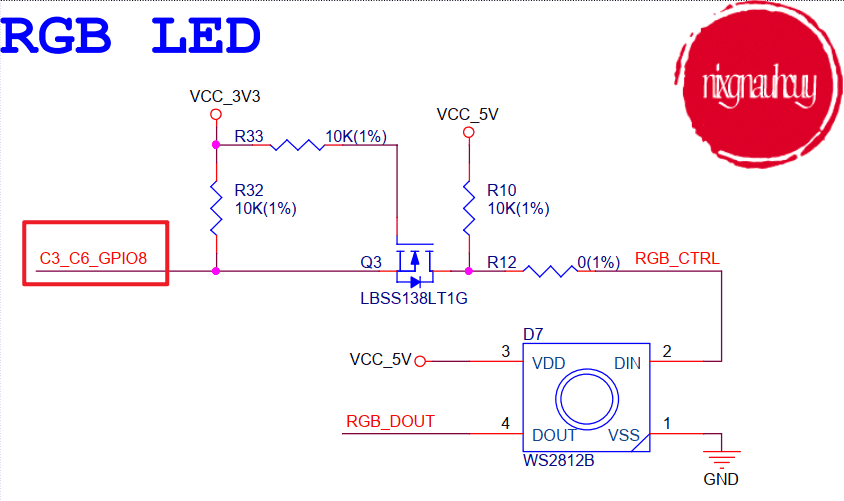 RGB LED
nixgnauhcuy
VCC_3V3
VCC_5V
R33
10K(1%)
R32
10K(1%)
R10
10K(1%)
C3_C6_GPIO8
Q3
R12
0(1%)
RGB_CTRL
LBSS138LT1G
D7
VCC_5V
3
VDD
DIN
2
RGB_DOUT
4
DOUT
VSS
1
WS2812B
GND